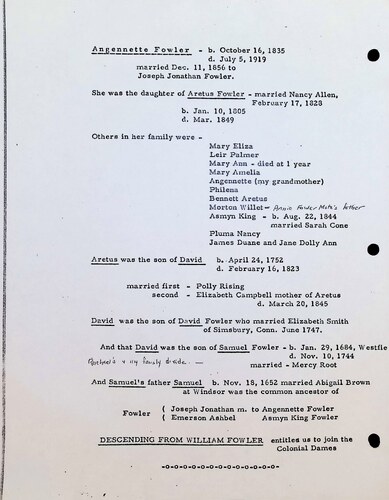 Angennette Fowler - b. October 16, 1835
d. July 5, 1919
married Dec. 11, 1856 to
Joseph Jonathan Fowler.
She was the daughter of Aretus Fowler - married Nancy Allen,
February 17, 1828
b. Jan. 10, 1805
d. Mar. 1849
Others in her family were -
Mary Eliza
Leir Palmer
Mary Ann - died at 1 year
Mary Amelia
Angennette (my grandmother)
Philena
Bennett Aretus
Morton Willet - Annie Fowler father
Asmyn King - b. Aug. 22, 1844
married Sarah Cone
Pluma Nancy
James Duane and Jane Dolly Ann
Aretus was the son of David b. April 24, 1752
d. February 16, 1823
married first - Polly Rising
second - Elizabeth Campbell mother of Aretus
d. March 20, 1845
David was the son of David Fowler who married Elizabeth Smith
of Simsbury, Conn. June 1747.
And that David was the son of Samuel Fowler - b. Jan. 29, 1684, Westfie
d. Nov. 10, 1744
my family divide. -
married - Mercy Root
And Samuel's father Samuel b. Nov. 18, 1652 married Abigail Brown
at Windsor was the common ancestor of
Fowler ( Joseph Jonathan m. to Angennette Fowler
( Emerson Ashbel Asmyn King Fowler
DESCENDING FROM WILLIAM FOWLER entitles us to join the
Colonial Dames
-o-o-o-o-o-o-o-o-o-o-o-o-o-